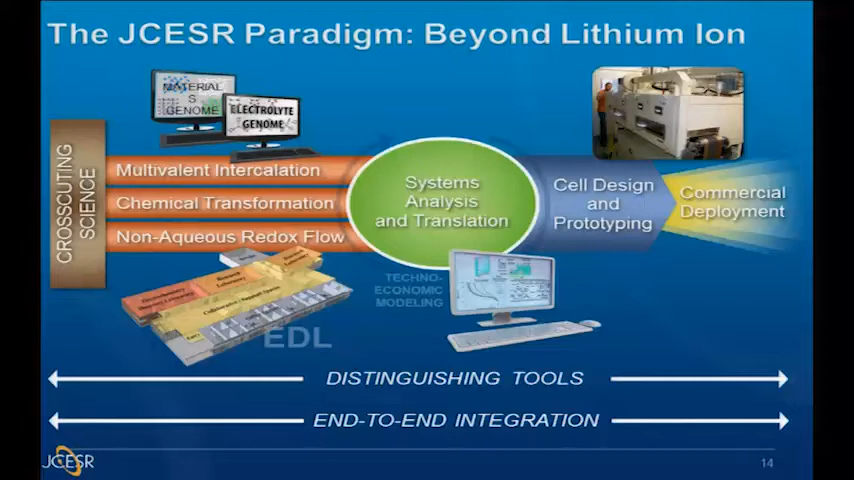 The JCESR Paradigm: Beyond Lithium Ion
MATERIAL
S
GENOME
ELECTROLYTE
GENOME
CROSSCUTING
SCIENCE
Multivalent Intercalation
Chemical Transformation
Non-Aqueous Redox Flow
Systems
Analysis
and Translation
Cell Design
and
Prototyping
Commercial
Deployment
TECHNO-
ECONOMIC
MODELING
EDL
DISTINGUISHING TOOLS
END-TO-END INTEGRATION
JCESR
14